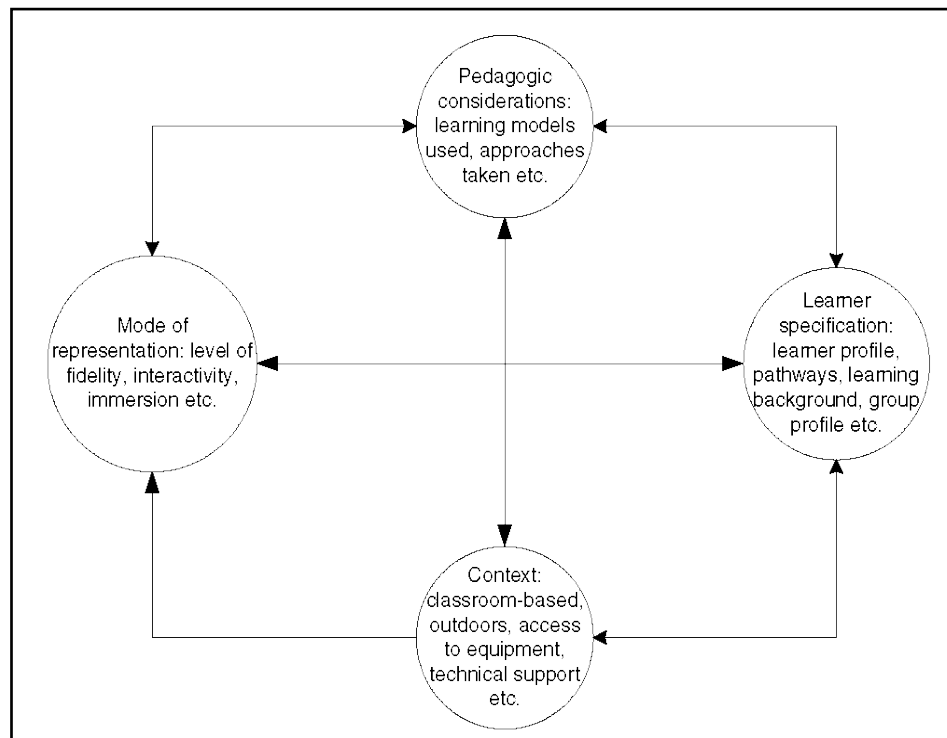 Pedagogic
considerations:
learning models
used, approaches
taken etc.
Mode of
representation: level of
fidelity, interactivity,
immersion etc.
Learner
specification:
learner profile,
pathways, learning
background, group
profile etc.
Context:
classroom-based,
outdoors, access
to equipment,
technical support
etc.